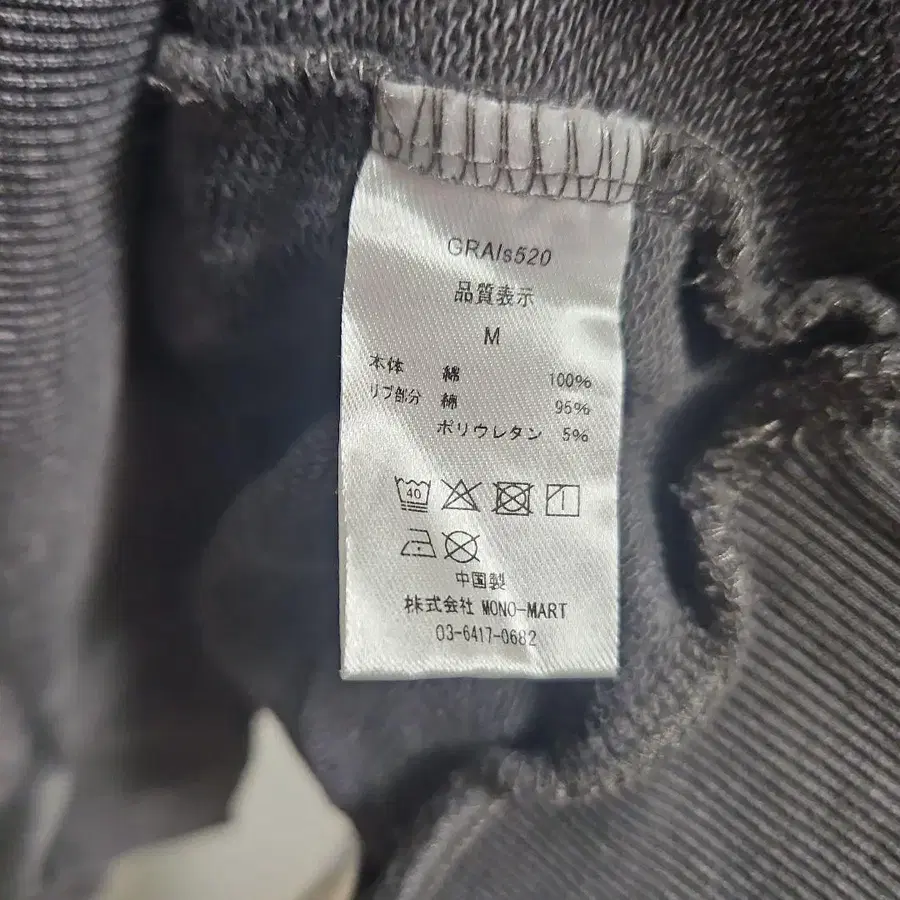 GRAIs520
品質表示
M
本体 綿 100%
リブ部分 綿 95%
ポリウレタン 5%
40
中国製
株式会社 MONO-MART
03-6417-0682